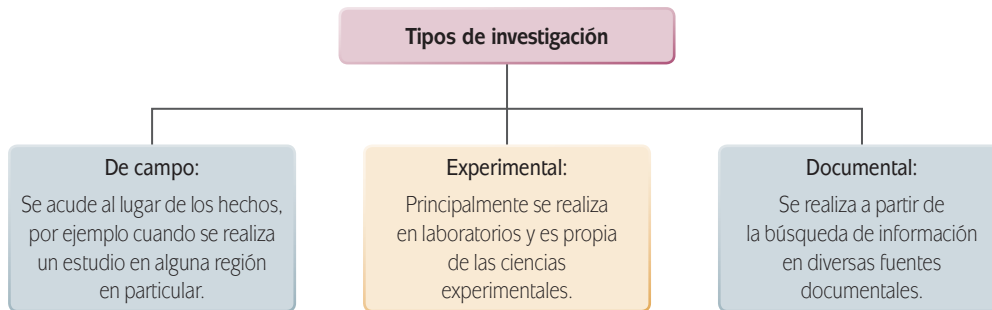 Tipos de investigación
De campo:
Se acude al lugar de los hechos,
por ejemplo cuando se realiza
un estudio en alguna región
en particular.
Experimental:
Principalmente se realiza
en laboratorios y es propia
de las ciencias
experimentales.
Documental:
Se realiza a partir de
la búsqueda de información
en diversas fuentes
documentales.